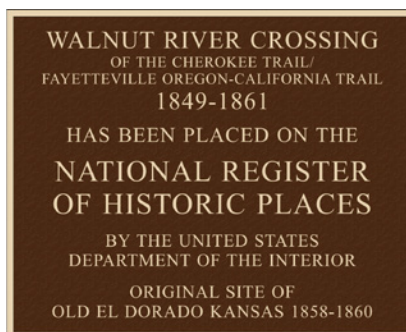 WALNUT RIVER CROSSING
OF THE CHEROKEE TRAIL/
FAYETTEVILLE OREGON-CALIFORNIA TRAIL
1849-1861
HAS BEEN PLACED ON THE
NATIONAL REGISTER
OF HISTORIC PLACES
BY THE UNITED STATES
DEPARTMENT OF THE INTERIOR
ORIGINAL SITE OF
OLD EL DORADO KANSAS 1858-1860